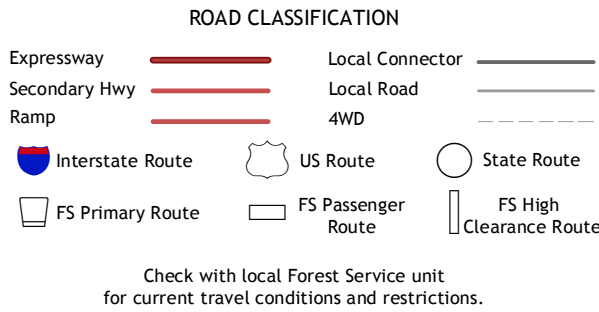 ROAD CLASSIFICATION
Expressway
Local Connector
Secondary Hwy
Local Road
Ramp
4WD
Interstate Route
US Route
State Route
FS Primary Route
FS Passenger
Route
FS High
Clearance Route
Check with local Forest Service unit
for current travel conditions and restrictions.